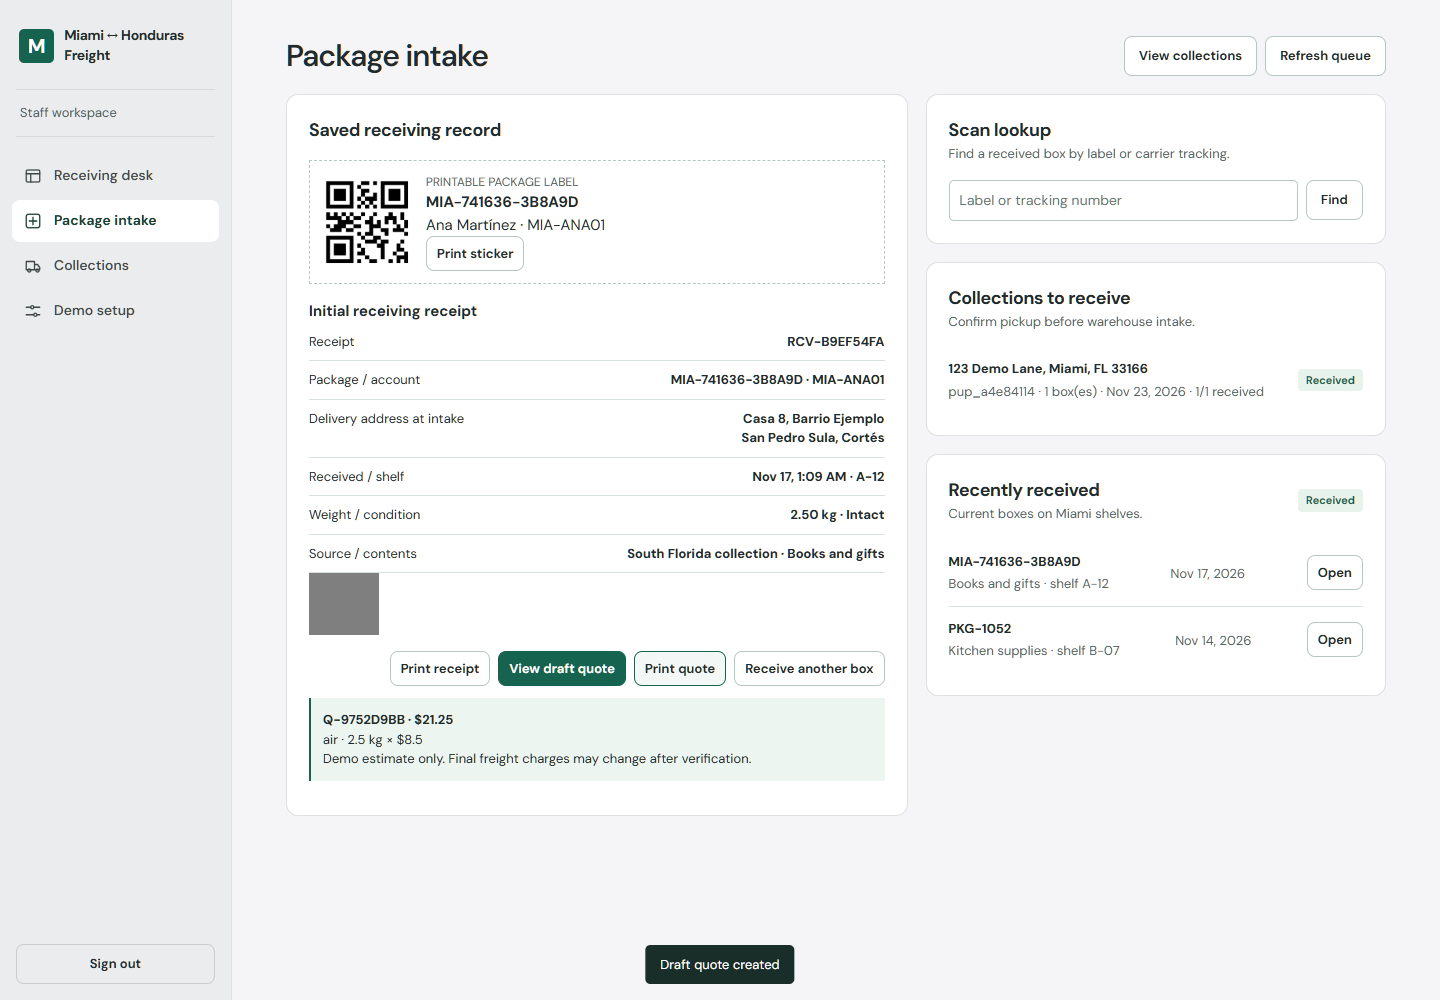 M
Miami ↔ Honduras
Freight
Staff workspace
Receiving desk
Package intake
Collections
Demo setup
Sign out
Package intake
View collections
Refresh queue
Saved receiving record
PRINTABLE PACKAGE LABEL
MIA-741636-3B8A9D
Ana Martínez · MIA-ANA01
Print sticker
Initial receiving receipt
Receipt RCV-B9EF54FA
Package / account MIA-741636-3B8A9D · MIA-ANA01
Delivery address at intake Casa 8, Barrio Ejemplo
San Pedro Sula, Cortés
Received / shelf Nov 17, 1:09 AM · A-12
Weight / condition 2.50 kg · Intact
Source / contents South Florida collection · Books and gifts
Print receipt
View draft quote
Print quote
Receive another box
Q-9752D9BB · $21.25
air · 2.5 kg × $8.5
Demo estimate only. Final freight charges may change after verification.
Scan lookup
Find a received box by label or carrier tracking.
Label or tracking number
Find
Collections to receive
Confirm pickup before warehouse intake.
123 Demo Lane, Miami, FL 33166
pup_a4e84114 · 1 box(es) · Nov 23, 2026 · 1/1 received
Received
Recently received
Current boxes on Miami shelves.
Received
MIA-741636-3B8A9D
Books and gifts · shelf A-12
Nov 17, 2026
Open
PKG-1052
Kitchen supplies · shelf B-07
Nov 14, 2026
Open
Draft quote created